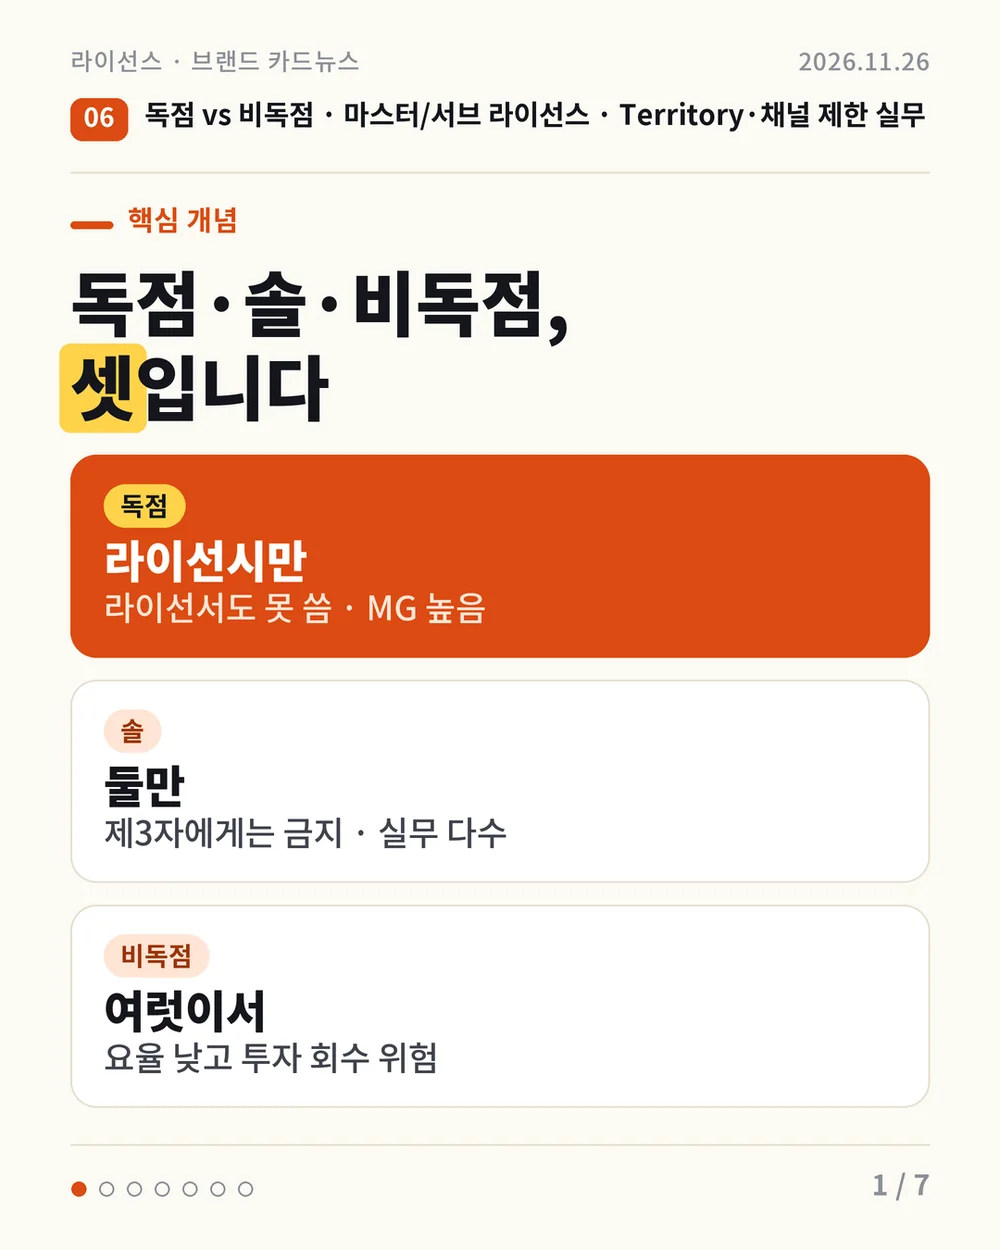 라이선스 · 브랜드 카드뉴스
2026.11.26
06 독점 vs 비독점 · 마스터/서브 라이선스 · Territory·채널 제한 실무
핵심 개념
독점·솔·비독점,
셋입니다
독점
라이선시만
라이선서도 못 씀 · MG 높음
솔
둘만
제3자에게는 금지 · 실무 다수
비독점
여럿이서
요율 낮고 투자 회수 위험
1 / 7